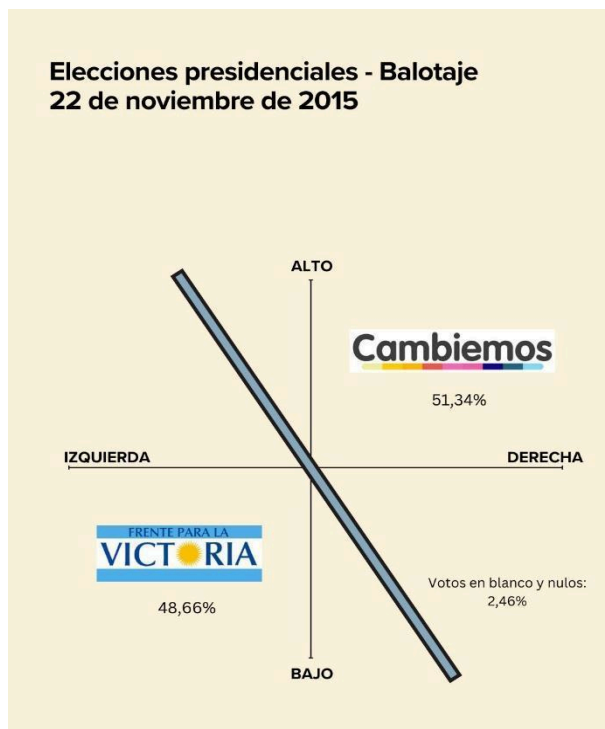 Elecciones presidenciales - Balotaje
22 de noviembre de 2015
ALTO
Cambiemos
51,34%
IZQUIERDA
DERECHA
FRENTE PARA LA
VICTORIA
48,66%
Votos en blanco y nulos:
2,46%
BAJO